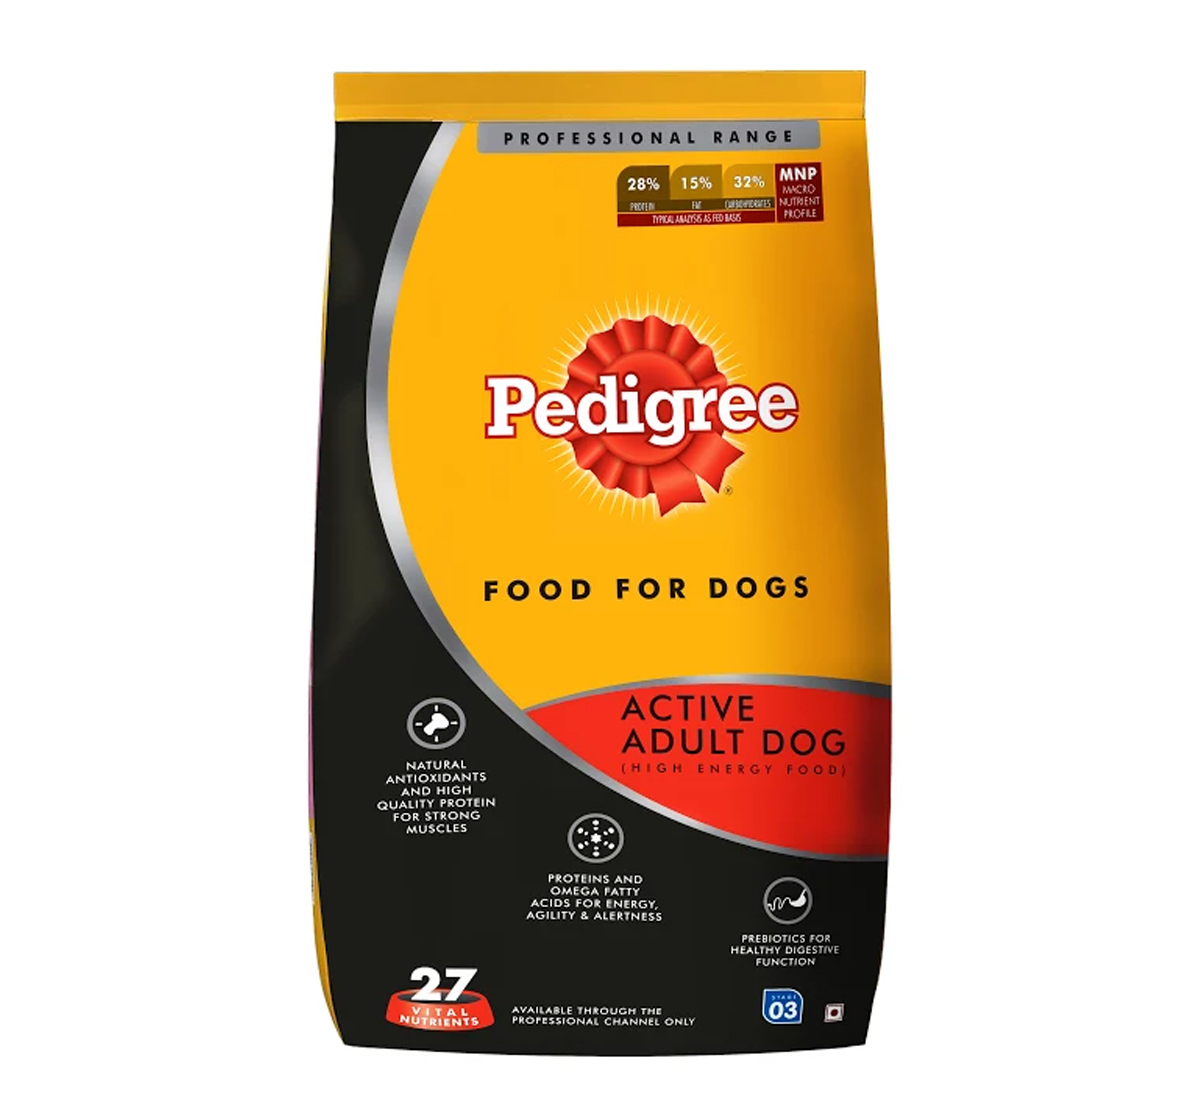 PROFESSIONAL RANGE
28% 15% 32% MNP
PROTEIN FAT CARBOHYDRATES
MACRO
NUTRIENT
PROFILE
TYPICAL ANALYSIS AS FED BASIS
Pedigree
®
FOOD FOR DOGS
ACTIVE
ADULT DOG
(HIGH ENERGY FOOD)
NATURAL
ANTIOXIDANTS
AND HIGH
QUALITY PROTEIN
FOR STRONG
MUSCLES
PROTEINS AND
OMEGA FATTY
ACIDS FOR ENERGY,
AGILITY & ALERTNESS
PREBIOTICS FOR
HEALTHY DIGESTIVE
FUNCTION
27
VITAL
NUTRIENTS
AVAILABLE THROUGH THE
PROFESSIONAL CHANNEL ONLY
STAGE
03